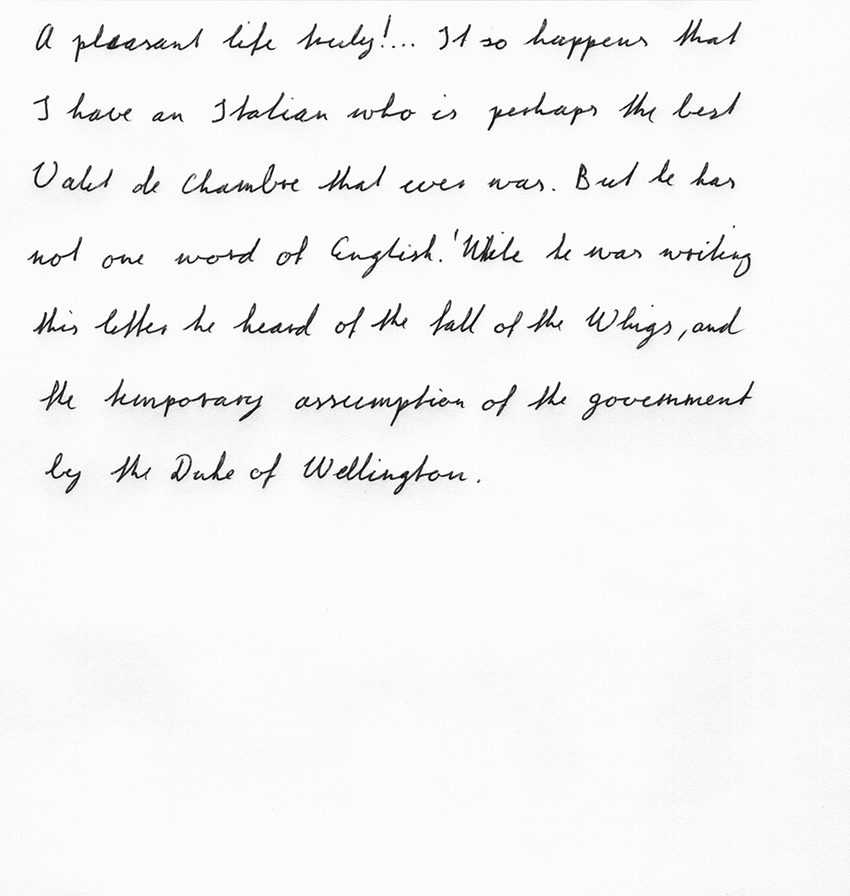 A pleasant life truly!... It so happens that
I have an Italian who is perhaps the best
Valet de Chambre that ever was. But he has
not one word of English.' While he was writing
this letter he heard of the fall of the Whigs, and
the temporary assumption of the government
by the Duke of Wellington.